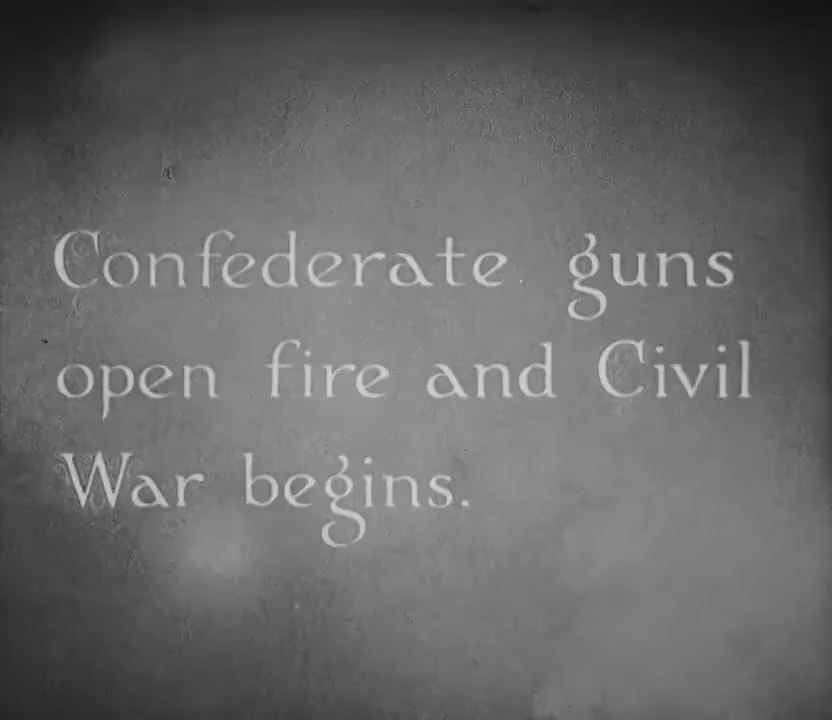 Confederate guns
open fire and Civil
War begins.